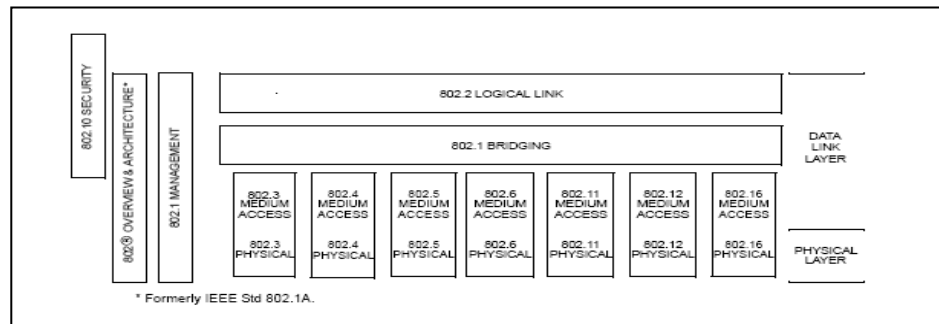 802.10 SECURITY
802® OVERVIEW & ARCHITECTURE*
802.1 MANAGEMENT
802.2 LOGICAL LINK
802.1 BRIDGING
DATA
LINK
LAYER
802.3
MEDIUM
ACCESS
802.3
PHYSICAL
802.4
MEDIUM
ACCESS
802.4
PHYSICAL
802.5
MEDIUM
ACCESS
802.5
PHYSICAL
802.6
MEDIUM
ACCESS
802.6
PHYSICAL
802.11
MEDIUM
ACCESS
802.11
PHYSICAL
802.12
MEDIUM
ACCESS
802.12
PHYSICAL
802.16
MEDIUM
ACCESS
802.16
PHYSICAL
PHYSICAL
LAYER
* Formerly IEEE Std 802.1A.